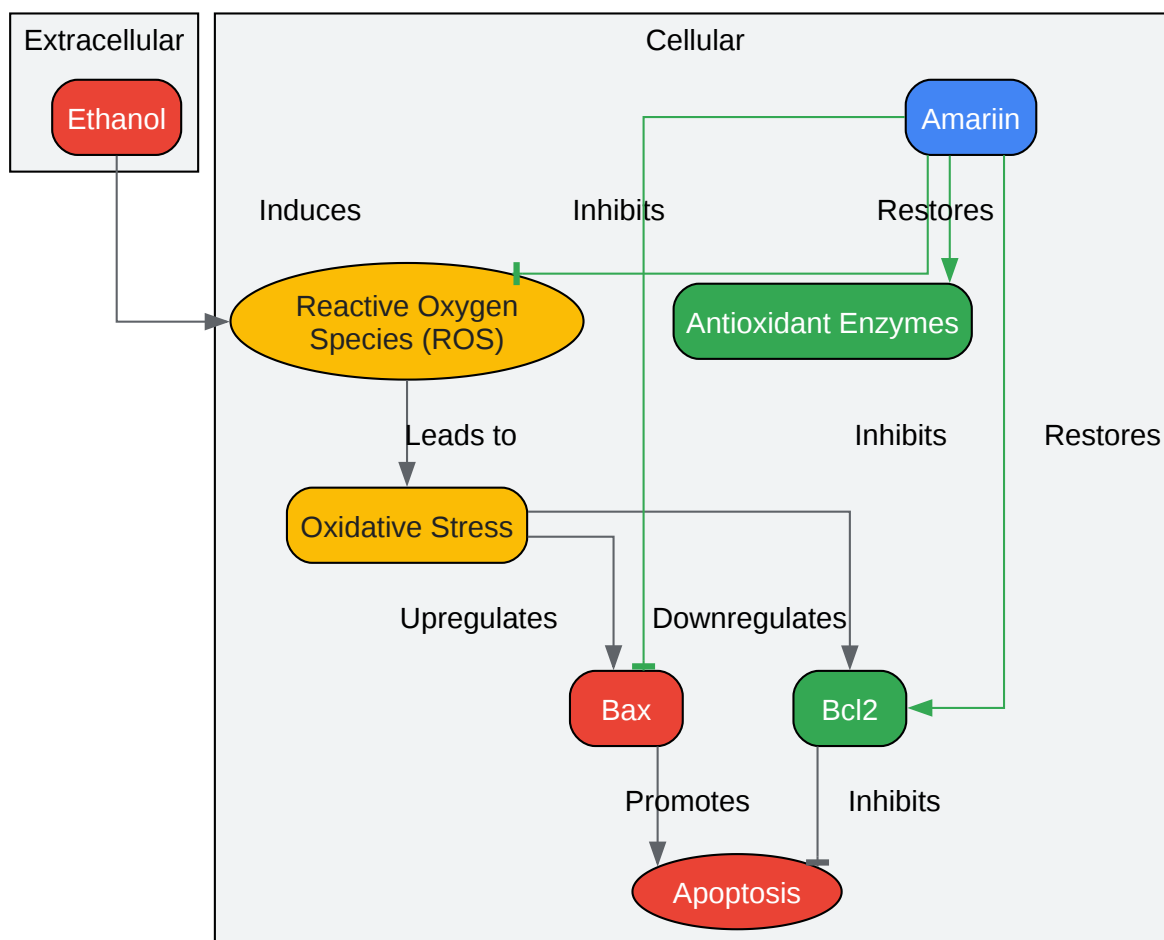 Extracellular
Cellular
Ethanol
Amariin
Induces
Inhibits
Restores
Reactive Oxygen
Species (ROS)
Antioxidant Enzymes
Leads to
Inhibits
Restores
Oxidative Stress
Upregulates
Downregulates
Bax
Bcl2
Promotes
Inhibits
Apoptosis